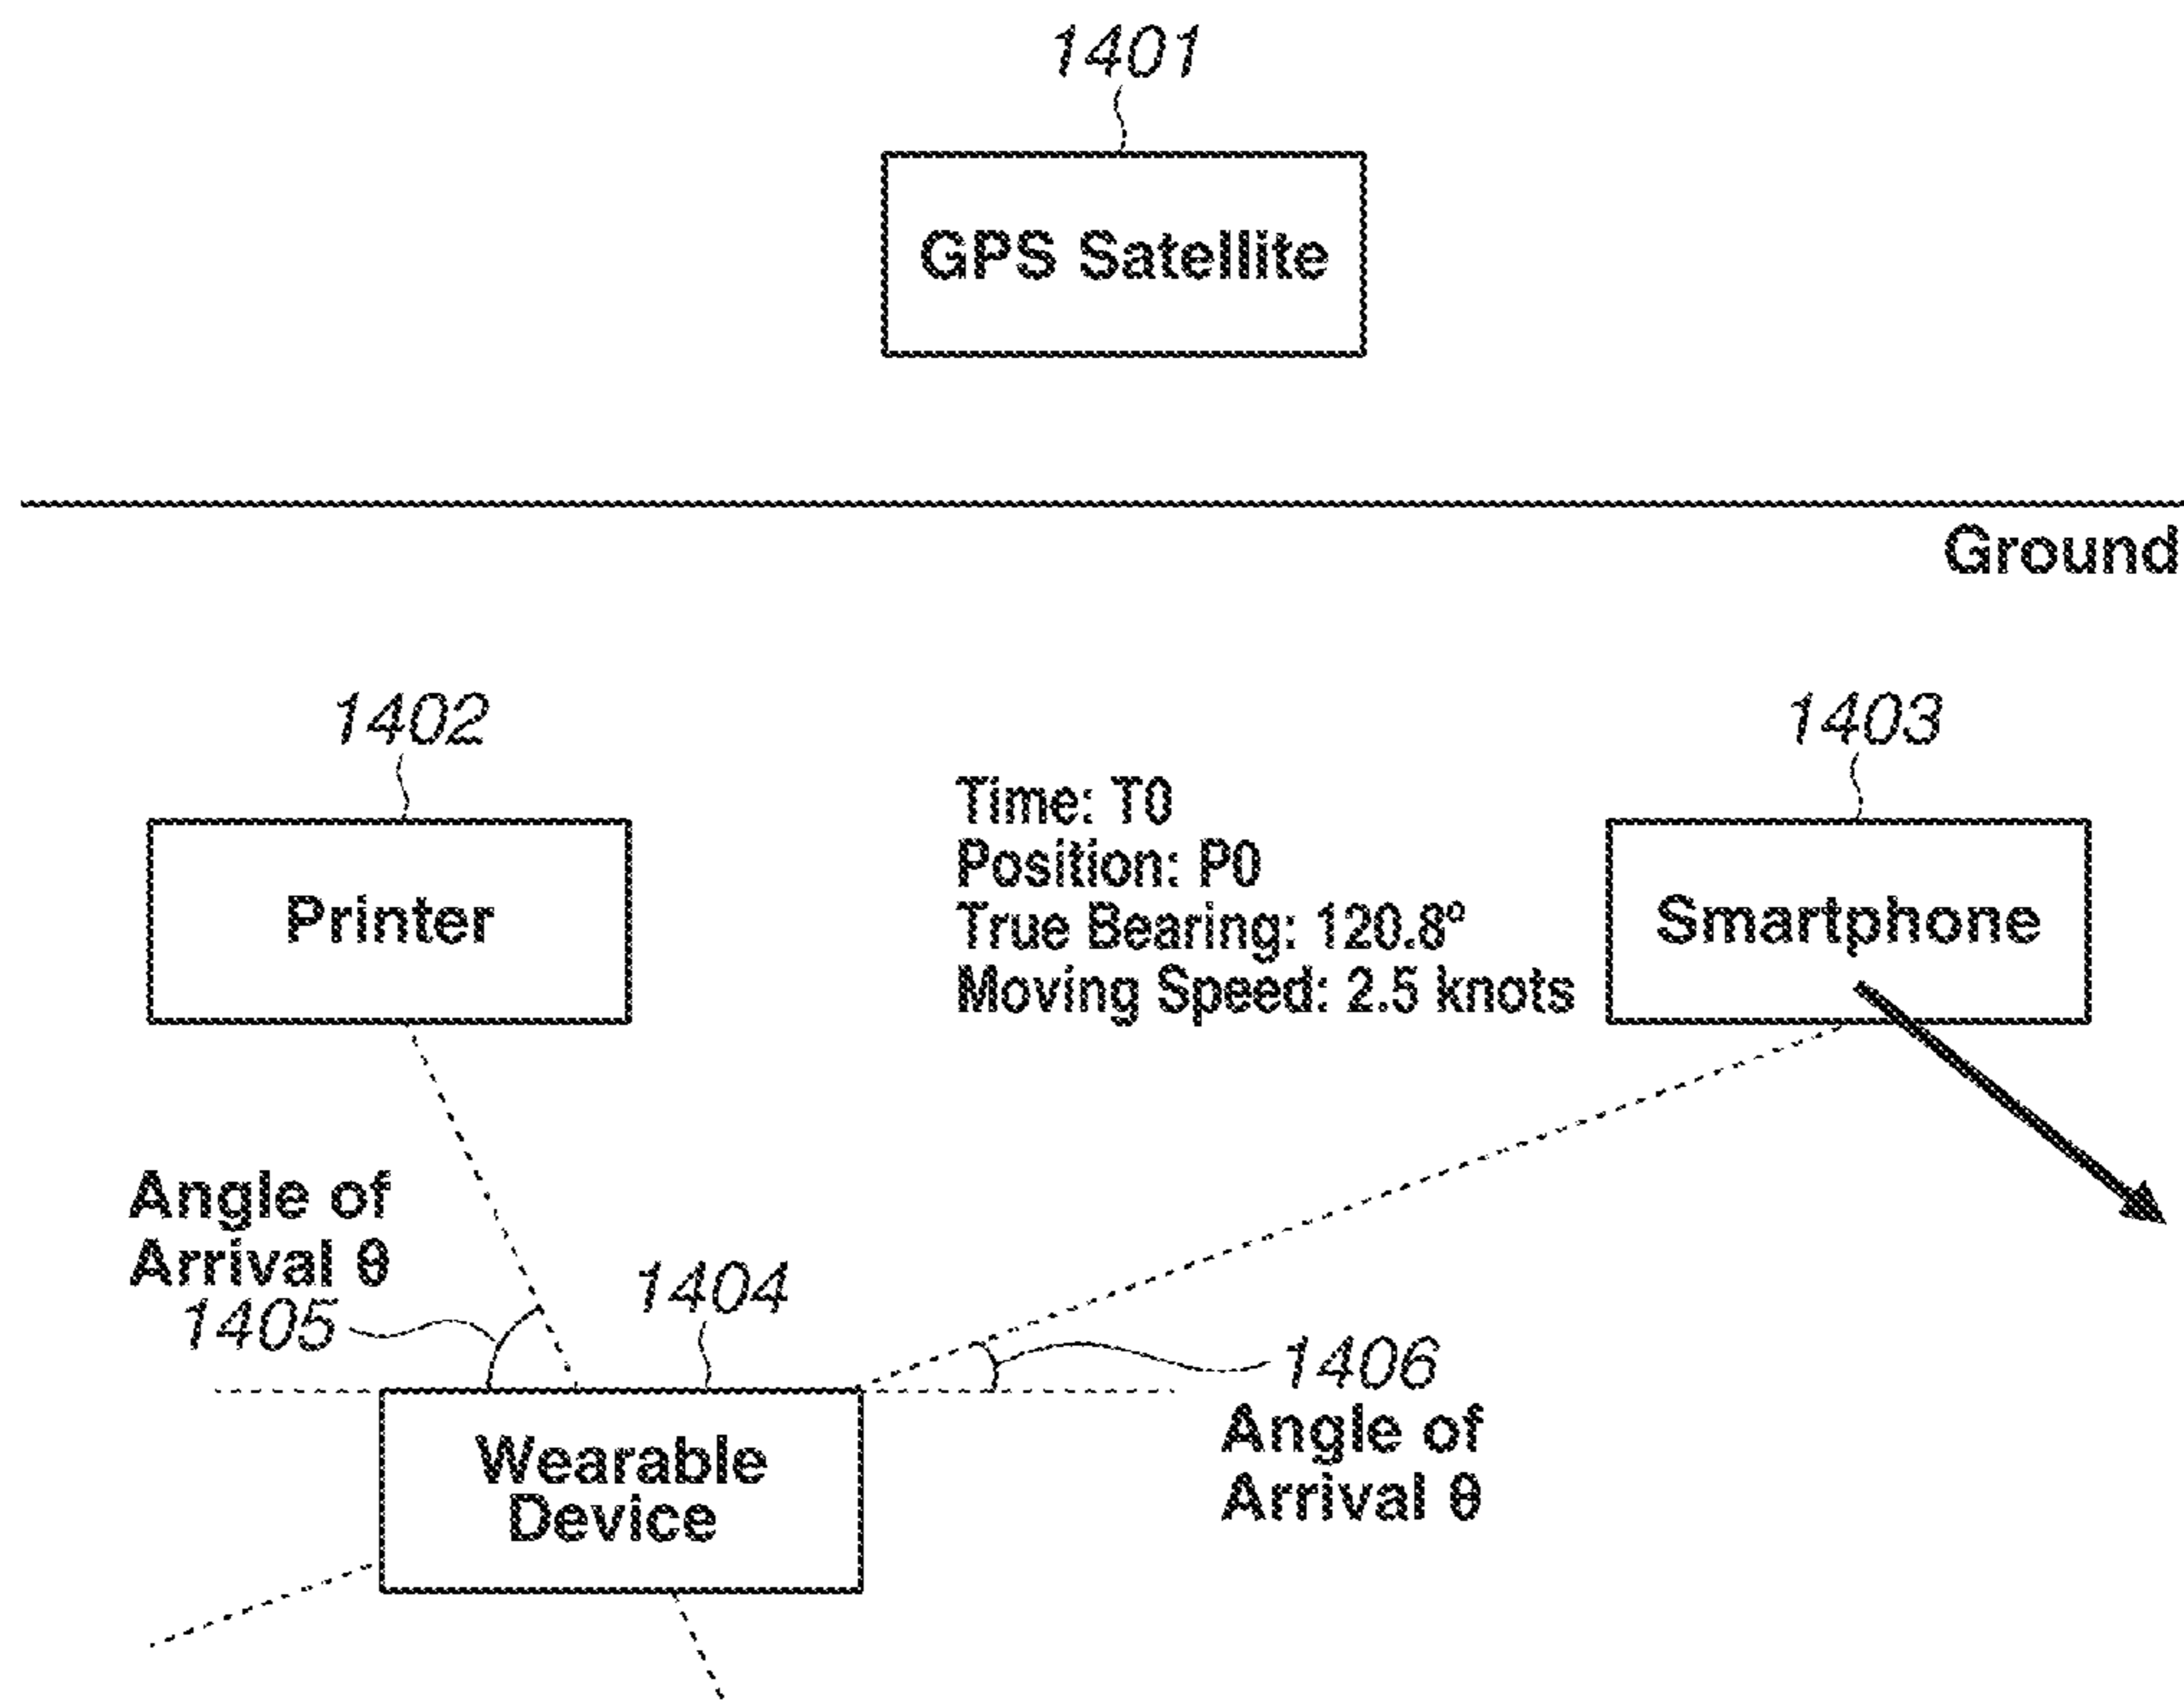 1401
GPS Satellite
Ground
1402
1403
Time: T0
Position: P0
True Bearing: 120.8º
Moving Speed: 2.5 knots
Printer
Smartphone
Angle of
Arrival θ
1405
1404
1406
Angle of
Arrival θ
Wearable
Device